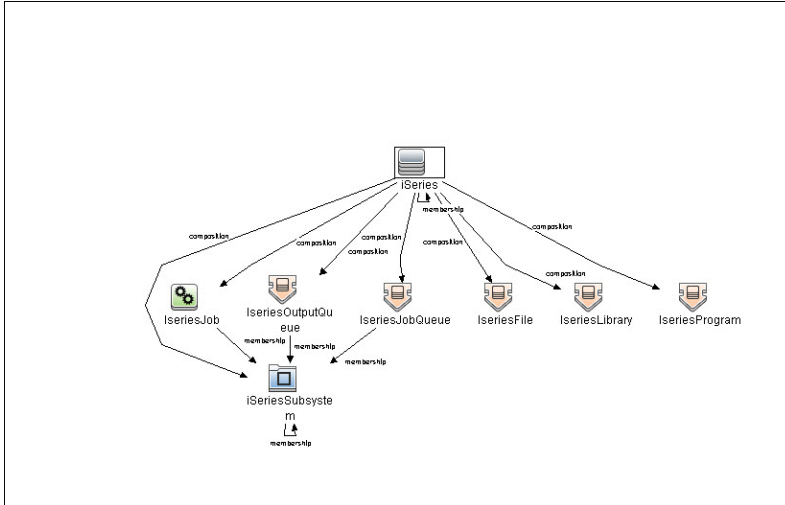 iSeries
membership
composition
composition
composition
composition
composition
composition
composition
IseriesJob
IseriesOutputQu
eue
IseriesJobQueue
IseriesFile
IseriesLibrary
IseriesProgram
membership
membership
membership
iSeriesSubsyste
m
membership